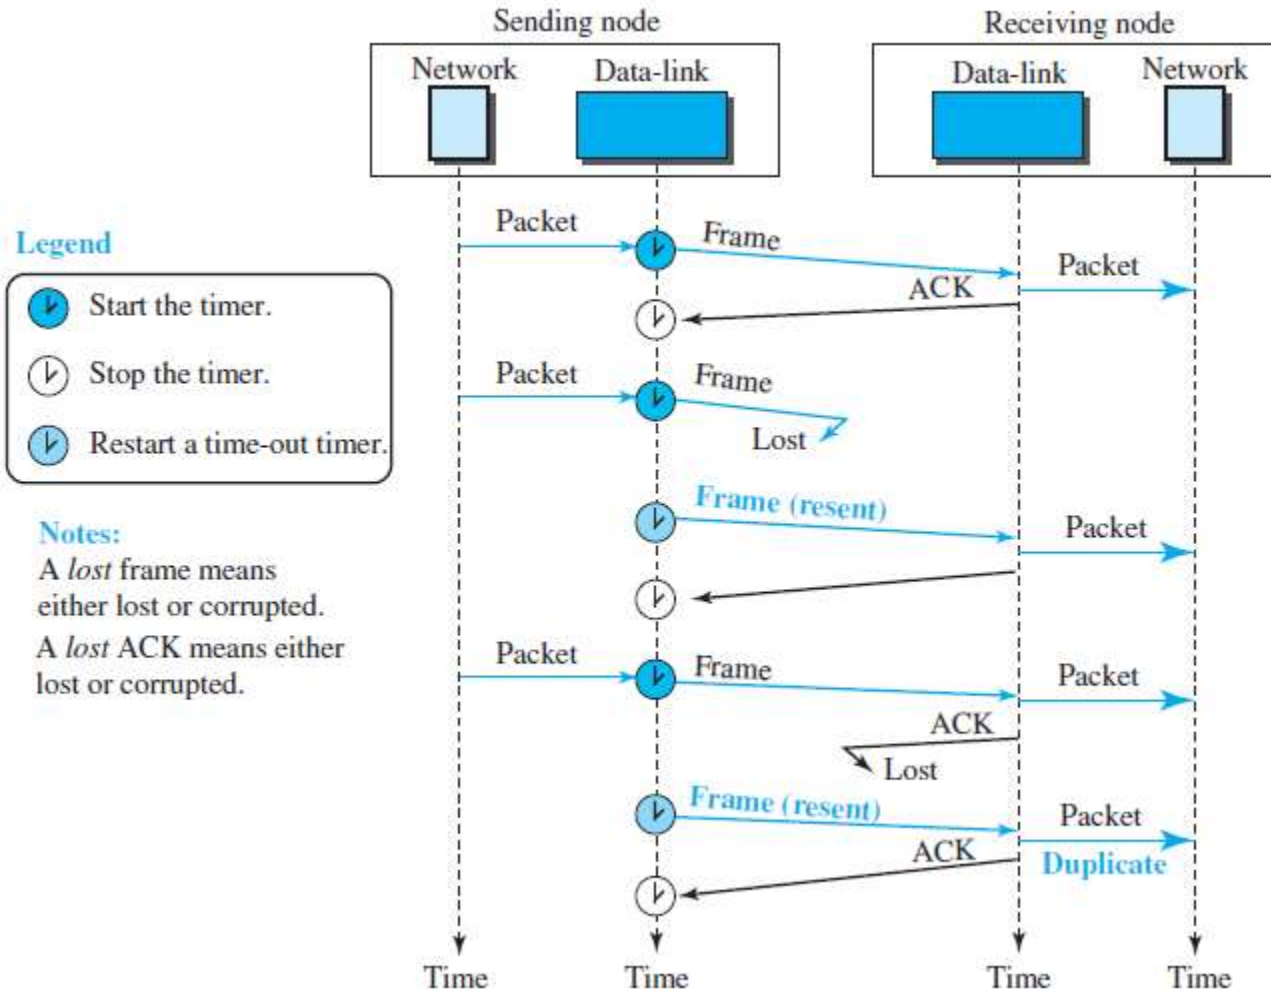 Sending node
Receiving node
Network
Data-link
Data-link
Network
Legend
Start the timer.
Stop the timer.
Restart a time-out timer.
Notes:
A lost frame means
either lost or corrupted.
A lost ACK means either
lost or corrupted.
Packet
Frame
Packet
ACK
Packet
Frame
Lost
Frame (resent)
Packet
Packet
Frame
Packet
ACK
Lost
Frame (resent)
Packet
ACK
Duplicate
Time
Time
Time
Time